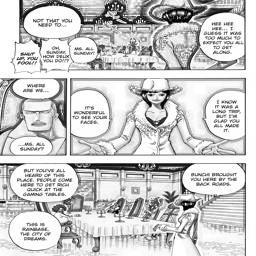 HEE HEE
HEE... I
GUESS IT WAS
TOO MUCH TO
EXPECT YOU
ALL TO GET
ALONG.
NOT THAT YOU
NEED TO...
MS. ALL
SUNDAY!
OH,
SUNDAY.
HOW DEUX
YOU DO!!?
SHUT
UP, YOU
FOOL!!
I KNOW IT
WAS A LONG
TRIP,
BUT I'M
GLAD YOU
ALL MADE
IT.
IT'S
WONDERFUL
TO SEE YOUR
FACES.
WHERE
ARE WE...
...MS. ALL
SUNDAY?
BUNCHI BROUGHT
YOU HERE BY THE
BACK ROADS.
BUT YOU'VE ALL
HEARD OF THIS
PLACE. PEOPLE COME
HERE TO GET RICH
QUICK AT THE
GAMING TABLES.
THIS IS
RAINBASE,
THE CITY OF
DREAMS.